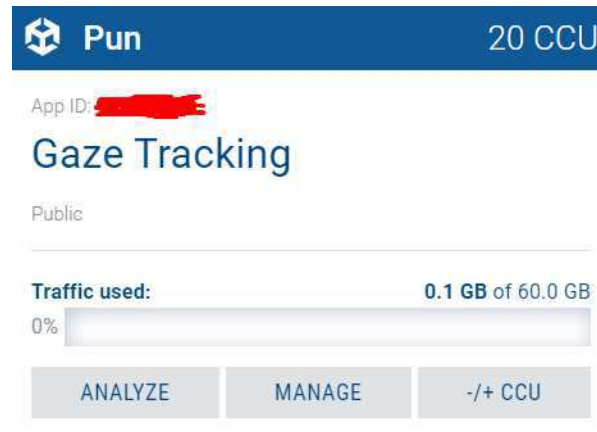 Pun 20 CCU
App ID:
Gaze Tracking
Public
Traffic used: 0.1 GB of 60.0 GB
0%
ANALYZE MANAGE -/+ CCU